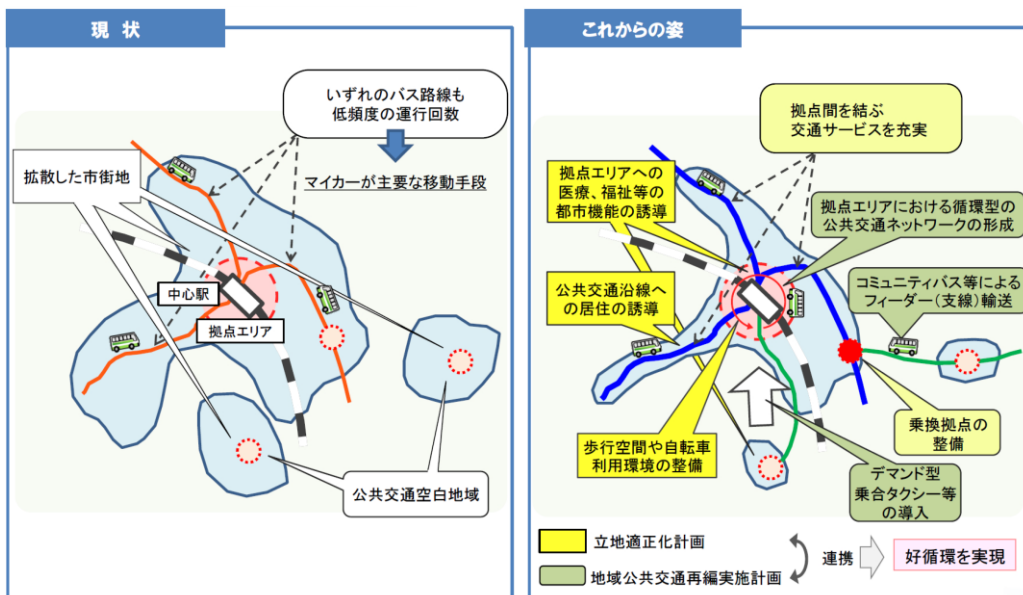 現 状
いずれのバス路線も
低頻度の運行回数
マイカーが主要な移動手段
拡散した市街地
中心駅
拠点エリア
公共交通空白地域
これからの姿
拠点間を結ぶ
交通サービスを充実
拠点エリアへの
医療、福祉等の
都市機能の誘導
拠点エリアにおける循環型の
公共交通ネットワークの形成
公共交通沿線へ
の居住の誘導
コミュニティバス等による
フィーダー(支線)輸送
歩行空間や自転車
利用環境の整備
乗換拠点の
整備
デマンド型
乗合タクシー等
の導入
立地適正化計画
地域公共交通再編実施計画
連携
好循環を実現